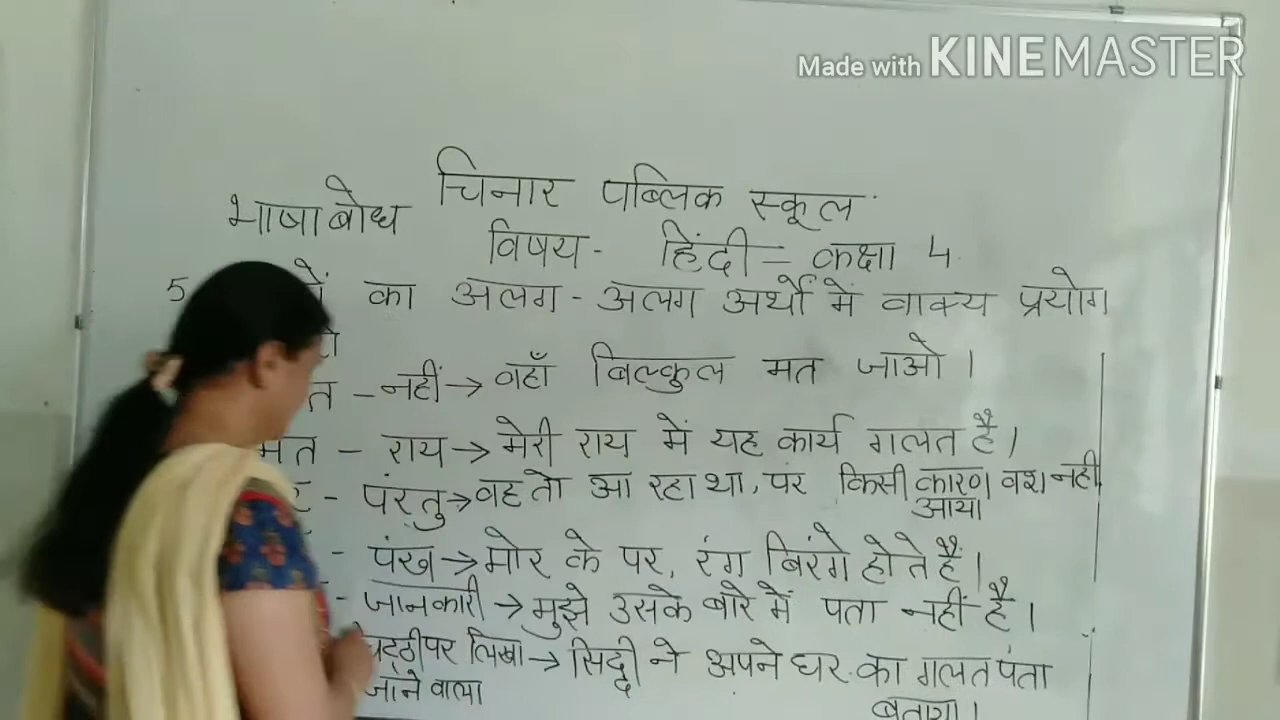 Made with KINEMASTER
चिनार पब्लिक स्कूल
भाषा बोध
विषय - हिंदी - कक्षा 4
5 का अलग - अलग अर्थों में वाक्य प्रयोग
त - नहीं → वहाँ बिल्कुल मत जाओ ।
मत - राय → मेरी राय में यह कार्य गलत है ।
- परंतु → वह तो आ रहा था, पर किसी कारण वश नहीं
आया
- पंख → मोर के पर, रंग बिरंगे होते हैं ।
- जानकारी → मुझे उसके बारे में पता नहीं है ।
पर लिखा → सिद्दी ने अपने घर का गलत पता
जाने वाला
बताया ।